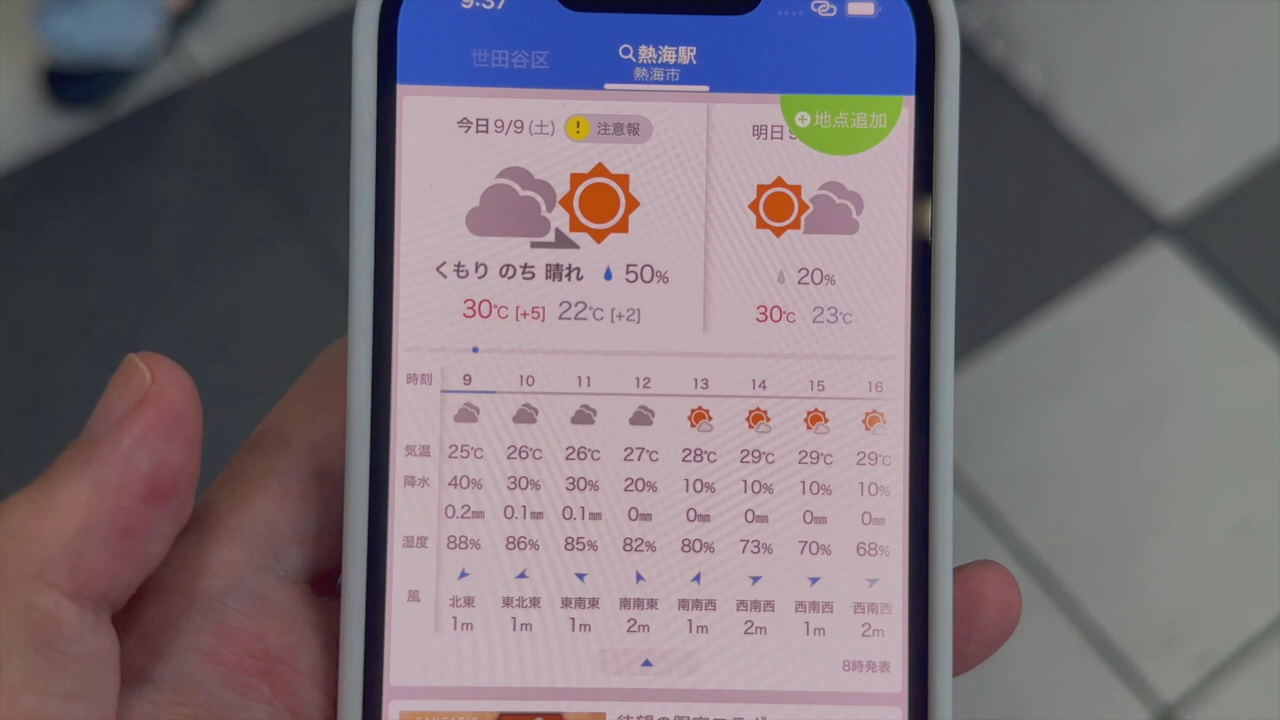 9:37
世田谷区
熱海駅
熱海市
今日 9/9 (土) ! 注意報
明日 9
地点追加
くもり のち 晴れ 50%
20%
30℃ [+5] 22℃ [+2]
30℃ 23℃
時刻 9 10 11 12 13 14 15 16
気温 25℃ 26℃ 26℃ 27℃ 28℃ 29℃ 29℃ 29℃
降水 40% 30% 30% 20% 10% 10% 10% 10%
0.2mm 0.1mm 0.1mm 0mm 0mm 0mm 0mm 0mm
湿度 88% 86% 85% 82% 80% 73% 70% 68%
風
北東 東北東 東南東 南南東 南南西 西南西 西南西 西南西
1m 1m 1m 2m 1m 2m 1m 2m
8時発表